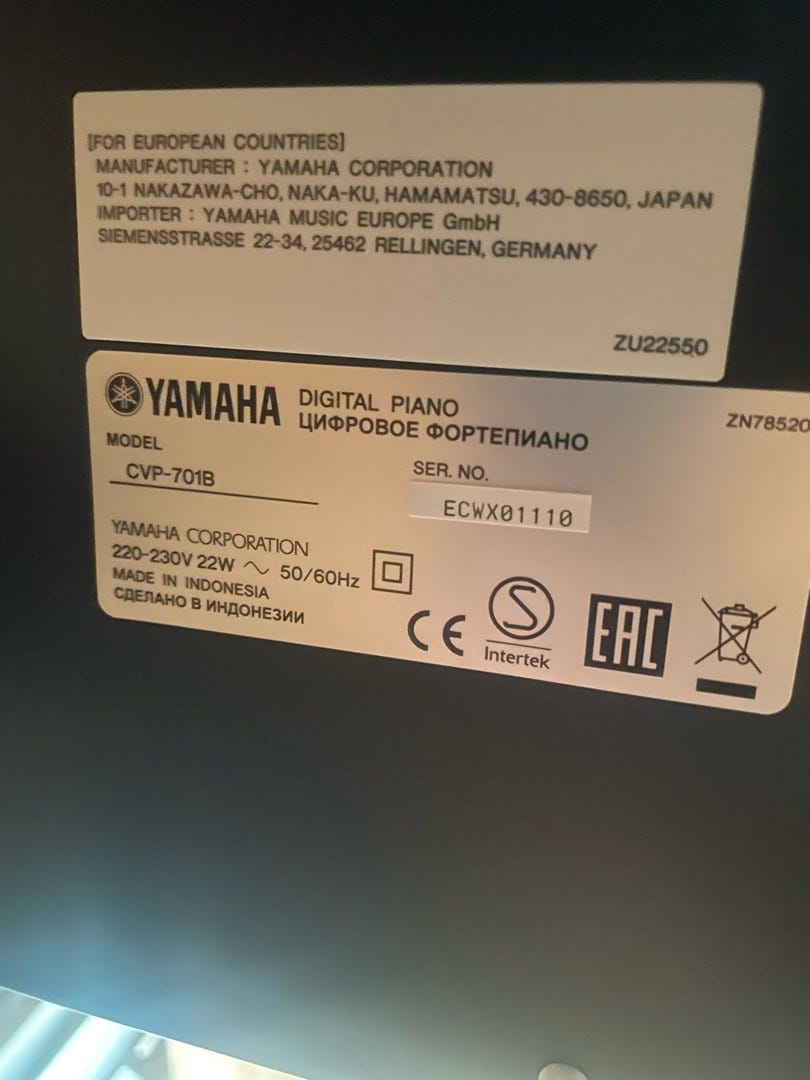 [FOR EUROPEAN COUNTRIES]
MANUFACTURER : YAMAHA CORPORATION
10-1 NAKAZAWA-CHO, NAKA-KU, HAMAMATSU, 430-8650, JAPAN
IMPORTER : YAMAHA MUSIC EUROPE GmbH
SIEMENSSTRASSE 22-34, 25462 RELLINGEN, GERMANY
ZU22550
YAMAHA DIGITAL PIANO
ЦИФРОВОЕ ФОРТЕПИАНО
ZN78520
MODEL
CVP-701B
SER. NO.
ECWX01110
YAMAHA CORPORATION
220-230V 22W ~ 50/60Hz
MADE IN INDONESIA
СДЕЛАНО В ИНДОНЕЗИИ
CE
S
Intertek
EAC